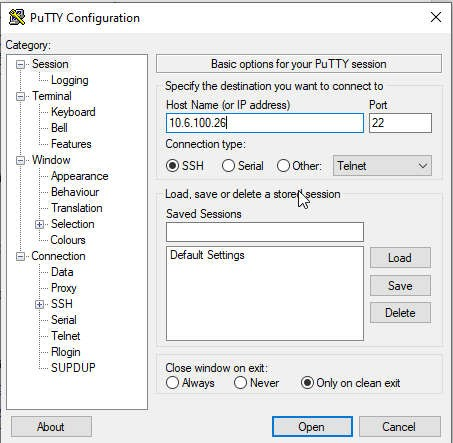 PuTTY Configuration
Category:
Session
Logging
Terminal
Keyboard
Bell
Features
Window
Appearance
Behaviour
Translation
Selection
Colours
Connection
Data
Proxy
SSH
Serial
Telnet
Rlogin
SUPDUP
Basic options for your PuTTY session
Specify the destination you want to connect to
Host Name (or IP address) Port
10.6.100.26 22
Connection type:
SSH Serial Other: Telnet
Load, save or delete a stored session
Saved Sessions
Default Settings
Load
Save
Delete
Close window on exit:
Always Never Only on clean exit
About Open Cancel